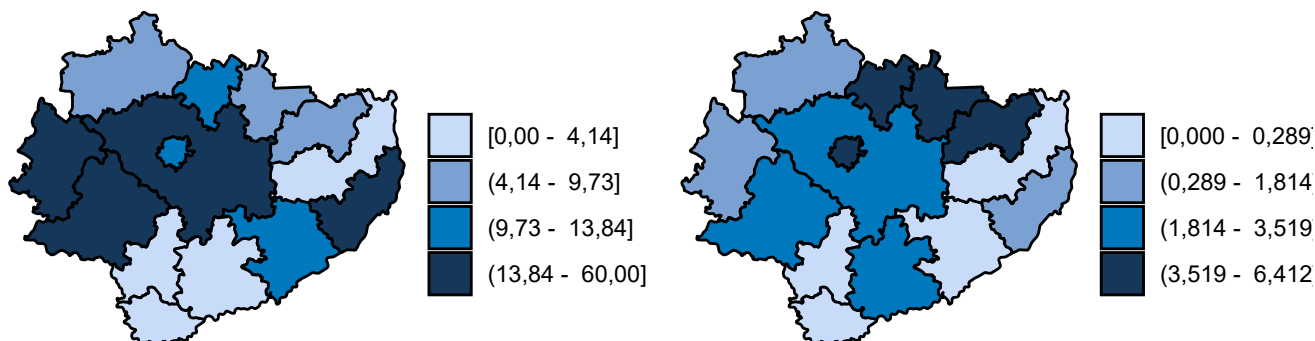 [0,00 - 4,14]
(4,14 - 9,73]
(9,73 - 13,84]
(13,84 - 60,00]
[0,000 - 0,289]
(0,289 - 1,814]
(1,814 - 3,519]
(3,519 - 6,412]